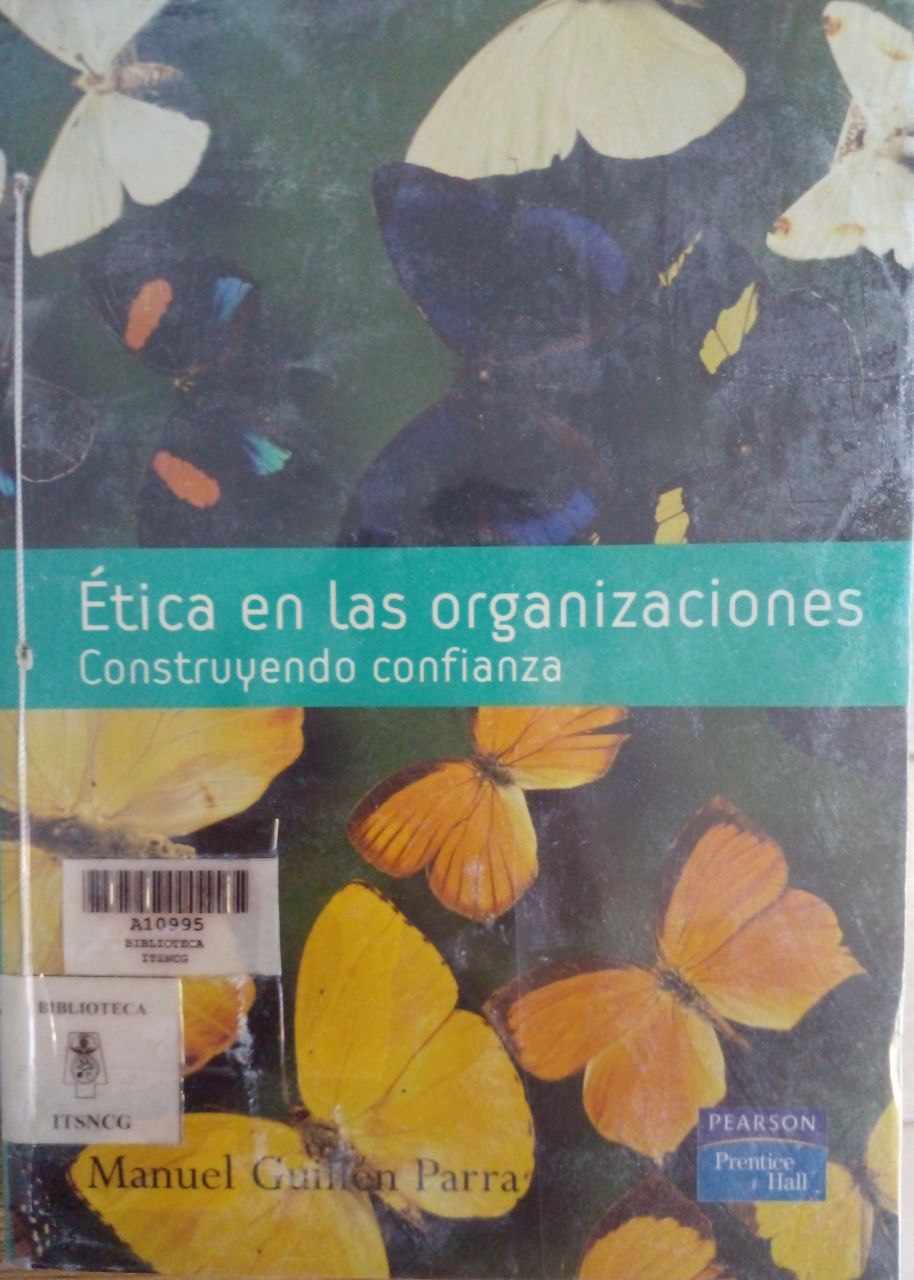 Ética en las organizaciones
Construyendo confianza
A10995
BIBLIOTECA
ITSNCG
BIBLIOTECA
ITSNCG
Manuel Guillén Parra
PEARSON
Prentice
Hall